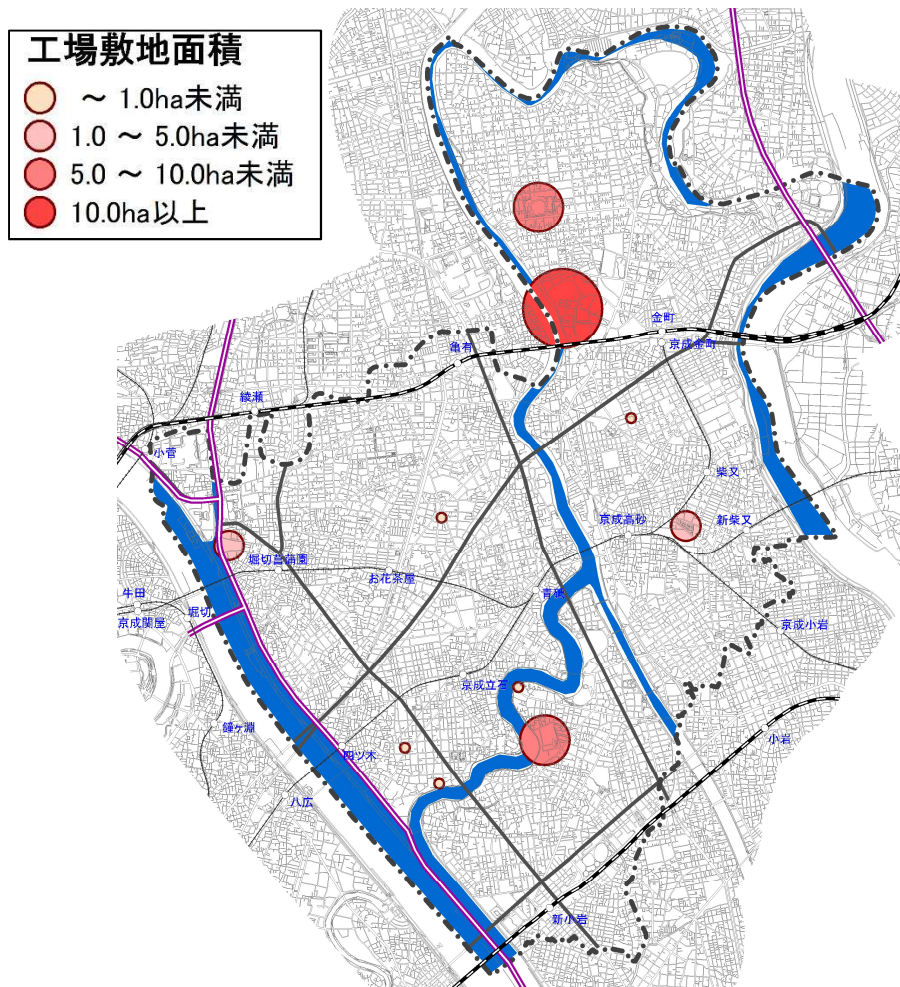 工場敷地面積
～ 1.0ha未満
1.0 ～ 5.0ha未満
5.0 ～ 10.0ha未満
10.0ha以上
金町
亀有
京成金町
綾瀬
小菅
柴又
京成高砂
新柴又
堀切菖蒲園
お花茶屋
牛田
青砥
堀切
京成関屋
京成小岩
京成立石
鐘ヶ淵
小岩
四ツ木
八広
新小岩